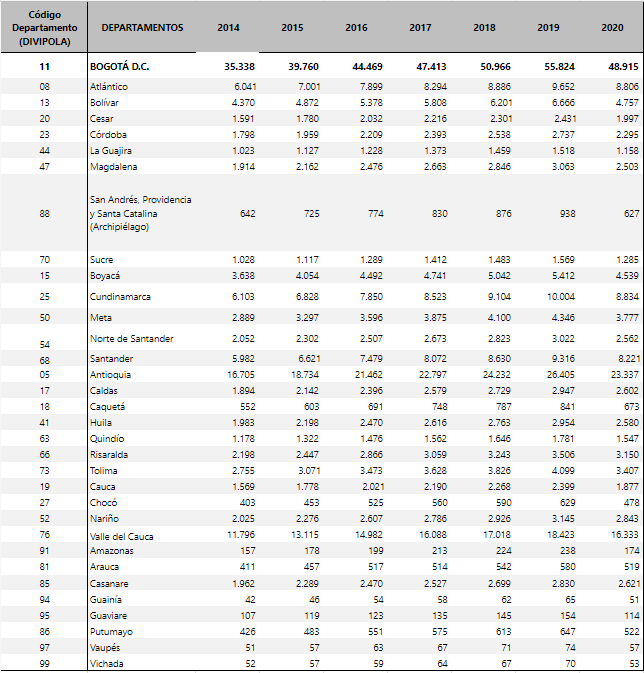 Código Departamento (DIVIPOLA) DEPARTAMENTOS 2014 2015 2016 2017 2018 2019 2020
11 BOGOTÁ D.C. 35.338 39.760 44.469 47.413 50.966 55.824 48.915
08 Atlántico 6.041 7.001 7.899 8.294 8.886 9.652 8.806
13 Bolívar 4.370 4.872 5.378 5.808 6.201 6.666 4.757
20 Cesar 1.591 1.780 2.032 2.216 2.301 2.431 1.997
23 Córdoba 1.798 1.959 2.209 2.393 2.538 2.737 2.295
44 La Guajira 1.023 1.127 1.228 1.373 1.459 1.518 1.158
47 Magdalena 1.914 2.162 2.476 2.663 2.846 3.063 2.503
88 San Andrés, Providencia y Santa Catalina (Archipiélago) 642 725 774 830 876 938 627
70 Sucre 1.028 1.117 1.289 1.412 1.483 1.569 1.285
15 Boyacá 3.638 4.054 4.492 4.741 5.042 5.412 4.539
25 Cundinamarca 6.103 6.828 7.850 8.523 9.104 10.004 8.834
50 Meta 2.889 3.297 3.596 3.875 4.100 4.346 3.777
54 Norte de Santander 2.052 2.302 2.507 2.673 2.823 3.022 2.562
68 Santander 5.982 6.621 7.479 8.072 8.630 9.316 8.221
05 Antioquia 16.705 18.734 21.462 22.797 24.232 26.405 23.337
17 Caldas 1.894 2.142 2.396 2.579 2.729 2.947 2.602
18 Caquetá 552 603 691 748 787 841 673
41 Huila 1.983 2.198 2.470 2.616 2.763 2.954 2.580
63 Quindío 1.178 1.322 1.476 1.562 1.646 1.781 1.547
66 Risaralda 2.198 2.447 2.866 3.059 3.243 3.506 3.150
73 Tolima 2.755 3.071 3.473 3.628 3.826 4.099 3.407
19 Cauca 1.569 1.778 2.021 2.190 2.268 2.399 1.877
27 Chocó 403 453 525 560 590 629 478
52 Nariño 2.025 2.276 2.607 2.786 2.926 3.145 2.843
76 Valle del Cauca 11.796 13.115 14.982 16.088 17.018 18.423 16.333
91 Amazonas 157 178 199 213 224 238 174
81 Arauca 411 457 517 514 542 580 519
85 Casanare 1.962 2.289 2.470 2.527 2.699 2.830 2.621
94 Guainía 42 46 54 58 62 65 51
95 Guaviare 107 119 123 135 145 154 114
86 Putumayo 426 483 551 575 613 647 522
97 Vaupés 51 57 63 67 71 74 57
99 Vichada 52 57 59 64 67 70 53